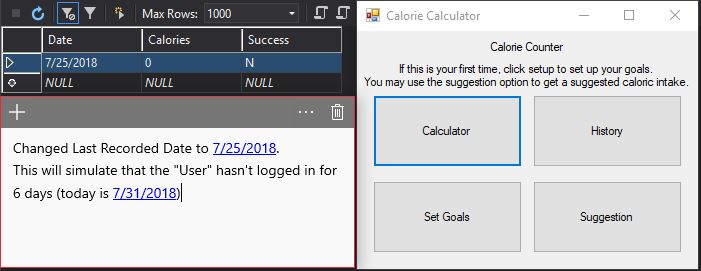 Max Rows: 1000
Date Calories Success
7/25/2018 0 N
NULL NULL NULL
Changed Last Recorded Date to 7/25/2018.
This will simulate that the "User" hasn't logged in for
6 days (today is 7/31/2018)
Calorie Calculator
Calorie Counter
If this is your first time, click setup to set up your goals.
You may use the suggestion option to get a suggested caloric intake.
Calculator History
Set Goals Suggestion